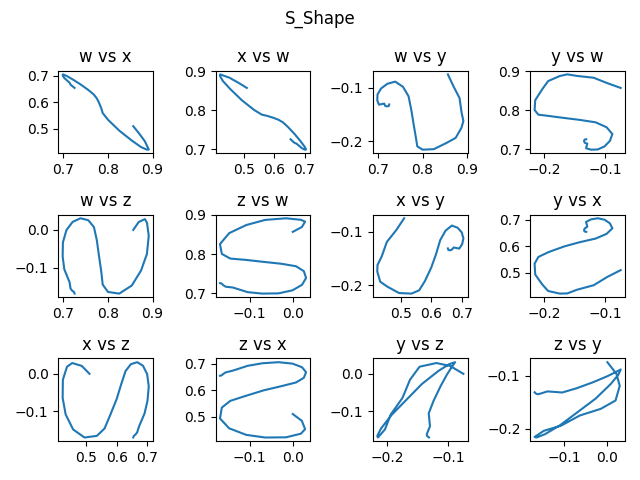 S_Shape
w vs x
x vs w
w vs y
y vs w
0.7
0.6
0.5
0.7 0.8 0.9
0.9
0.8
0.7
0.5 0.6 0.7
−0.1
−0.2
0.7 0.8 0.9
0.9
0.8
0.7
−0.2 −0.1
w vs z
z vs w
x vs y
y vs x
0.0
−0.1
0.7 0.8 0.9
0.9
0.8
0.7
−0.1 0.0
−0.1
−0.2
0.5 0.6 0.7
0.7
0.6
0.5
−0.2 −0.1
x vs z
z vs x
y vs z
z vs y
0.0
−0.1
0.5 0.6 0.7
0.7
0.6
0.5
−0.1 0.0
0.0
−0.1
−0.2 −0.1
−0.1
−0.2
−0.1 0.0